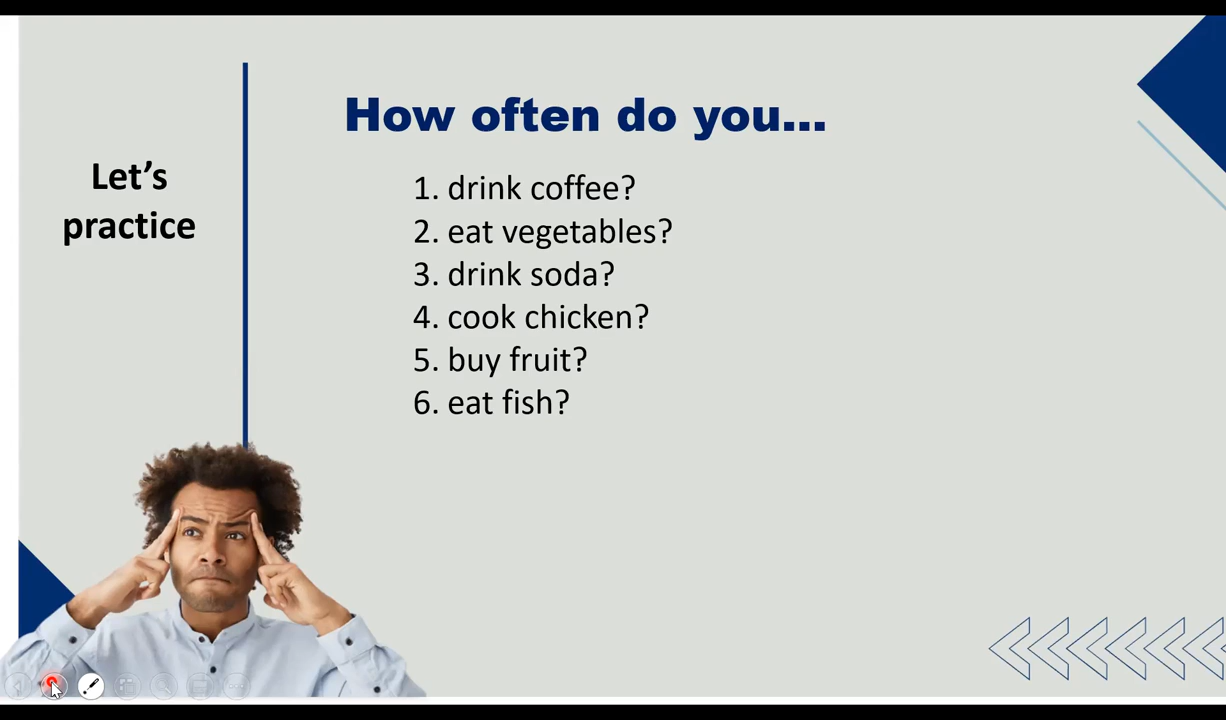 Let’s
practice
How often do you...
1. drink coffee?
2. eat vegetables?
3. drink soda?
4. cook chicken?
5. buy fruit?
6. eat fish?